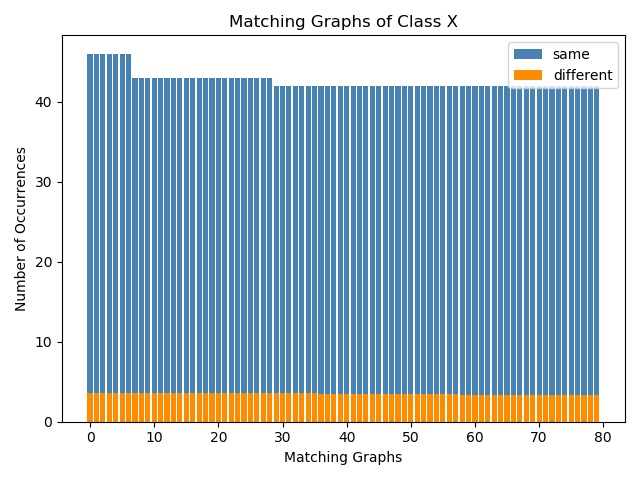 Matching Graphs of Class X
same
different
Number of Occurrences
40
30
20
10
0
0 10 20 30 40 50 60 70 80
Matching Graphs